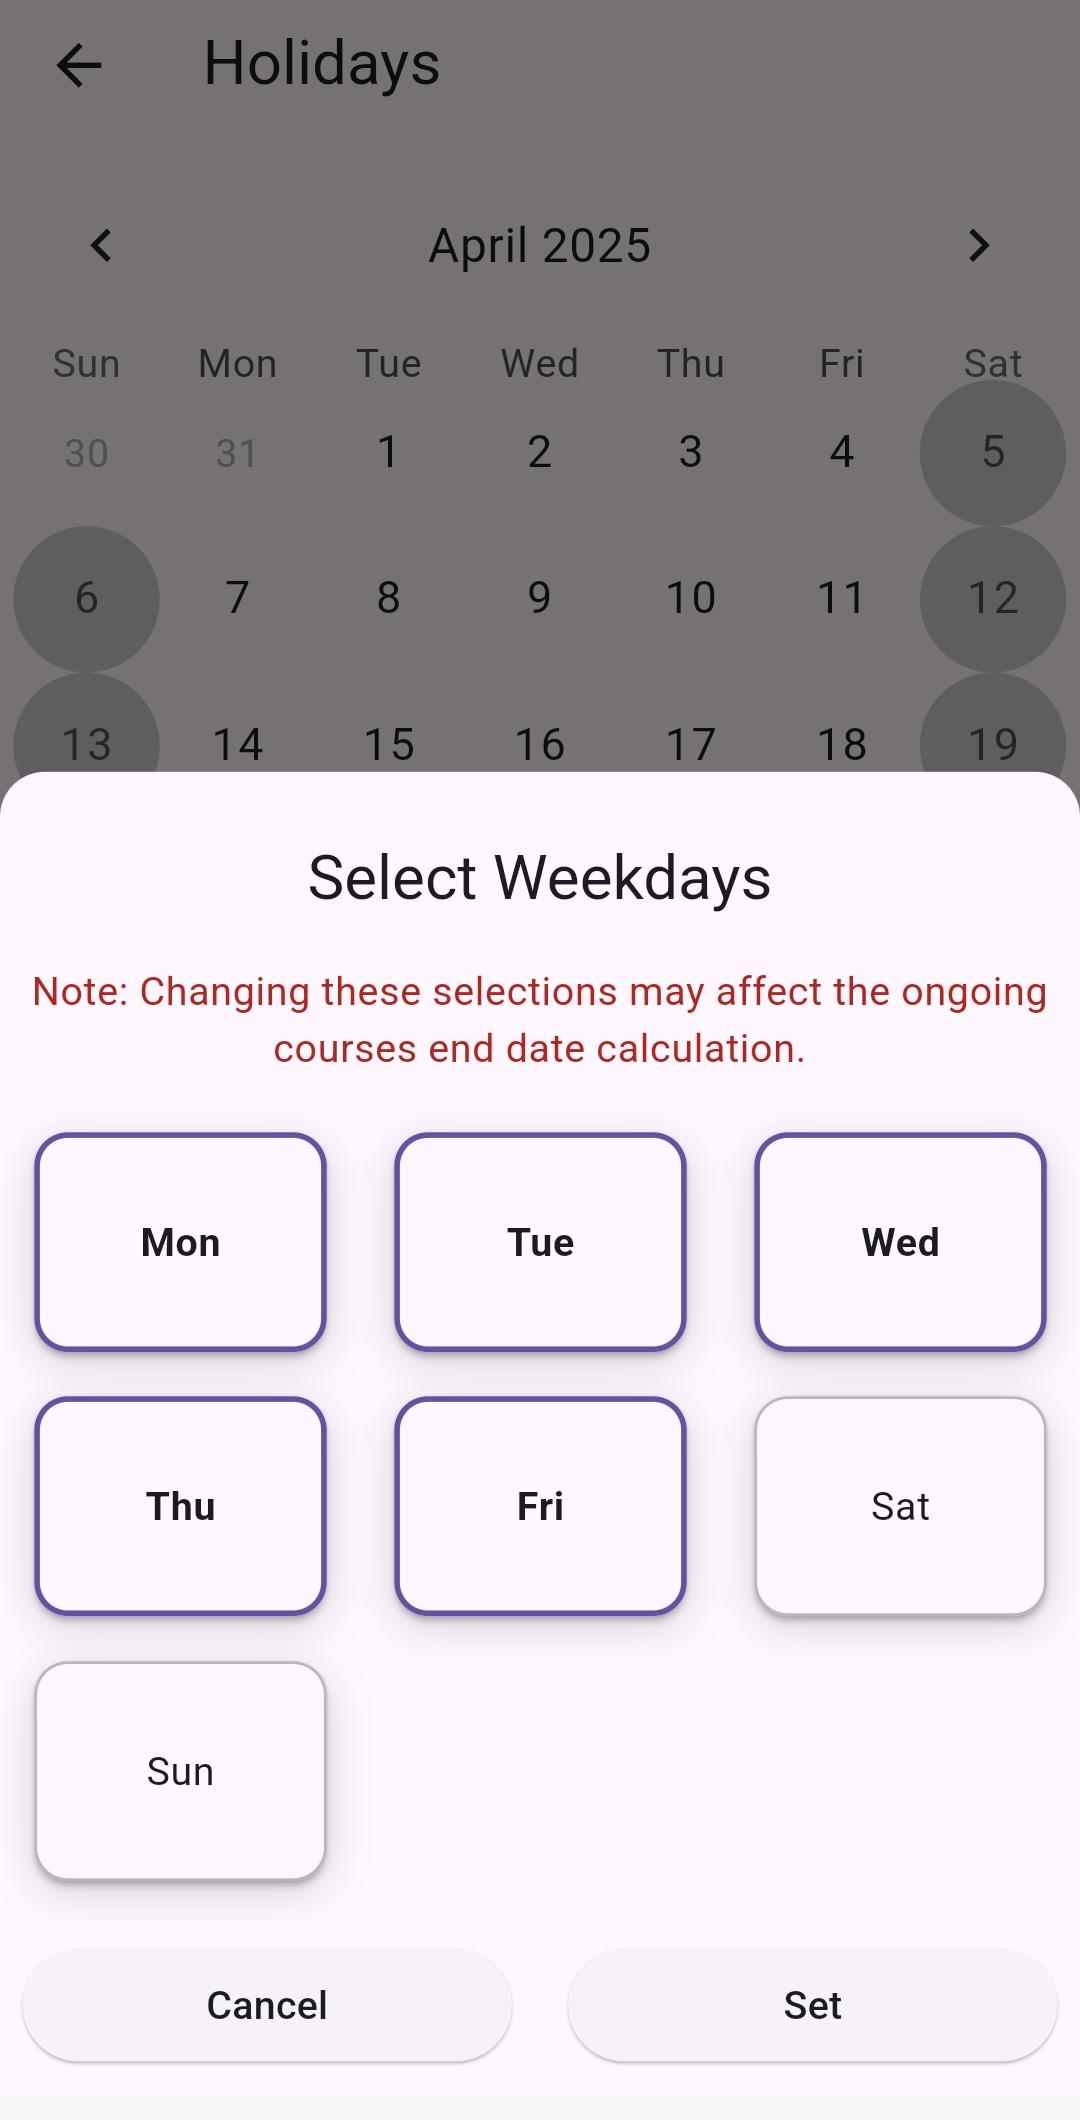 Holidays
April 2025
Sun Mon Tue Wed Thu Fri Sat
30 31 1 2 3 4 5
6 7 8 9 10 11 12
13 14 15 16 17 18 19
Select Weekdays
Note: Changing these selections may affect the ongoing
courses end date calculation.
Mon Tue Wed
Thu Fri Sat
Sun
Cancel Set